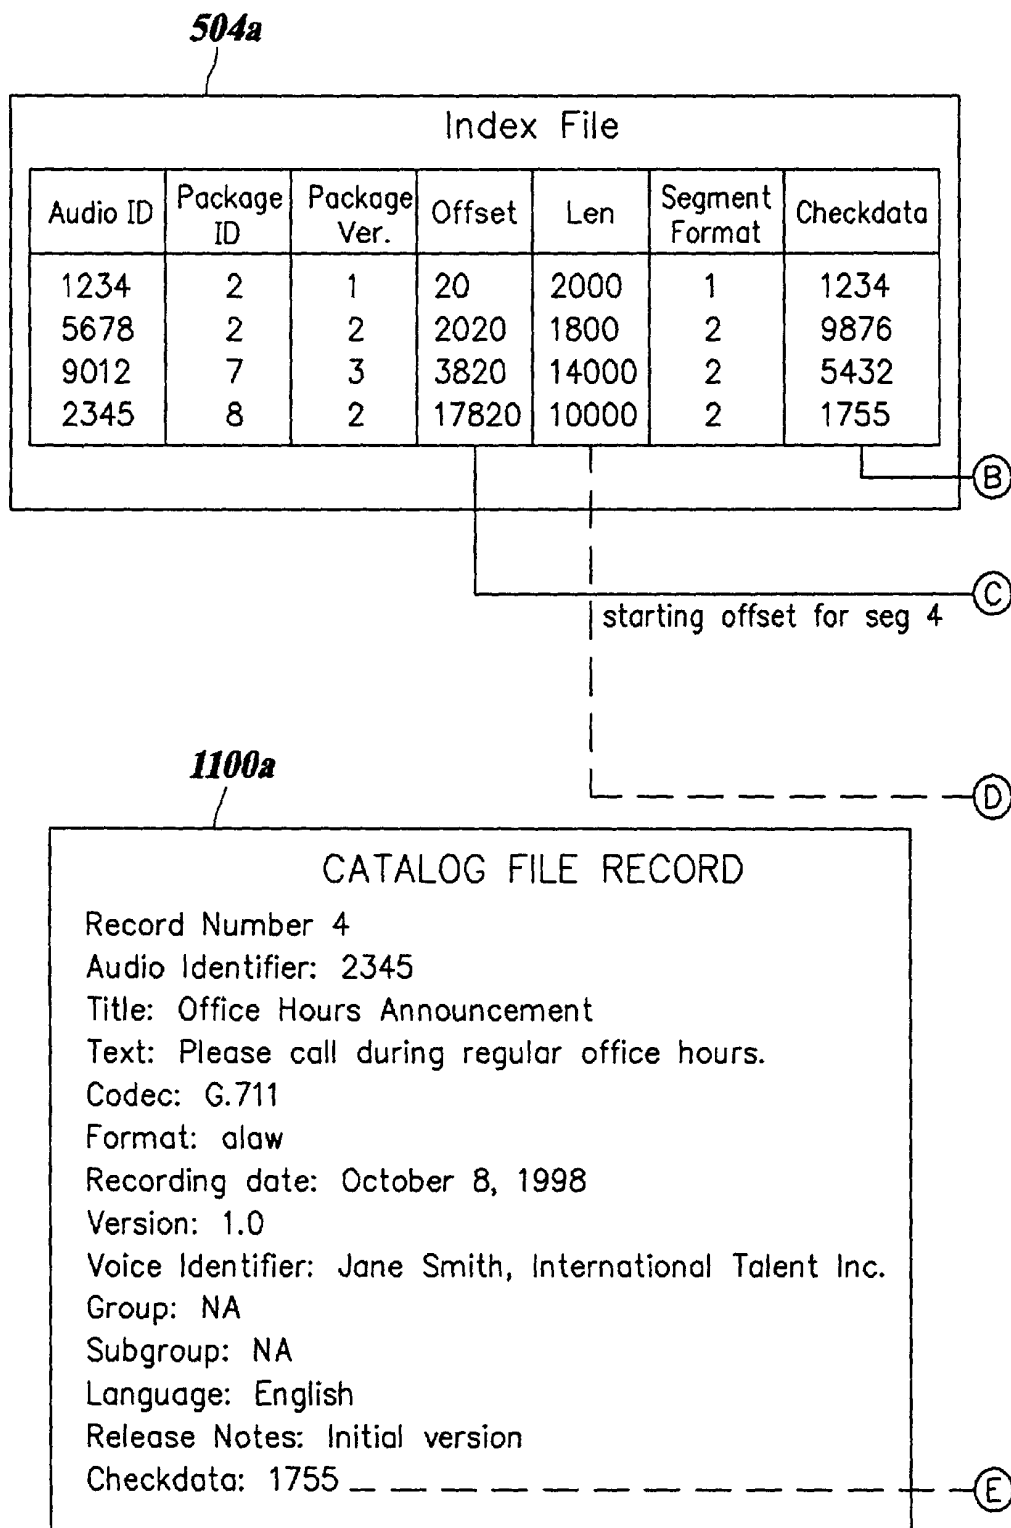 504a
Index File
Audio ID Package ID Package Ver. Offset Len Segment Format Checkdata
1234 2 1 20 2000 1 1234
5678 2 2 2020 1800 2 9876
9012 7 3 3820 14000 2 5432
2345 8 2 17820 10000 2 1755
B
C
starting offset for seg 4
D
1100a
CATALOG FILE RECORD
Record Number 4
Audio Identifier: 2345
Title: Office Hours Announcement
Text: Please call during regular office hours.
Codec: G.711
Format: alaw
Recording date: October 8, 1998
Version: 1.0
Voice Identifier: Jane Smith, International Talent Inc.
Group: NA
Subgroup: NA
Language: English
Release Notes: Initial version
Checkdata: 1755
E